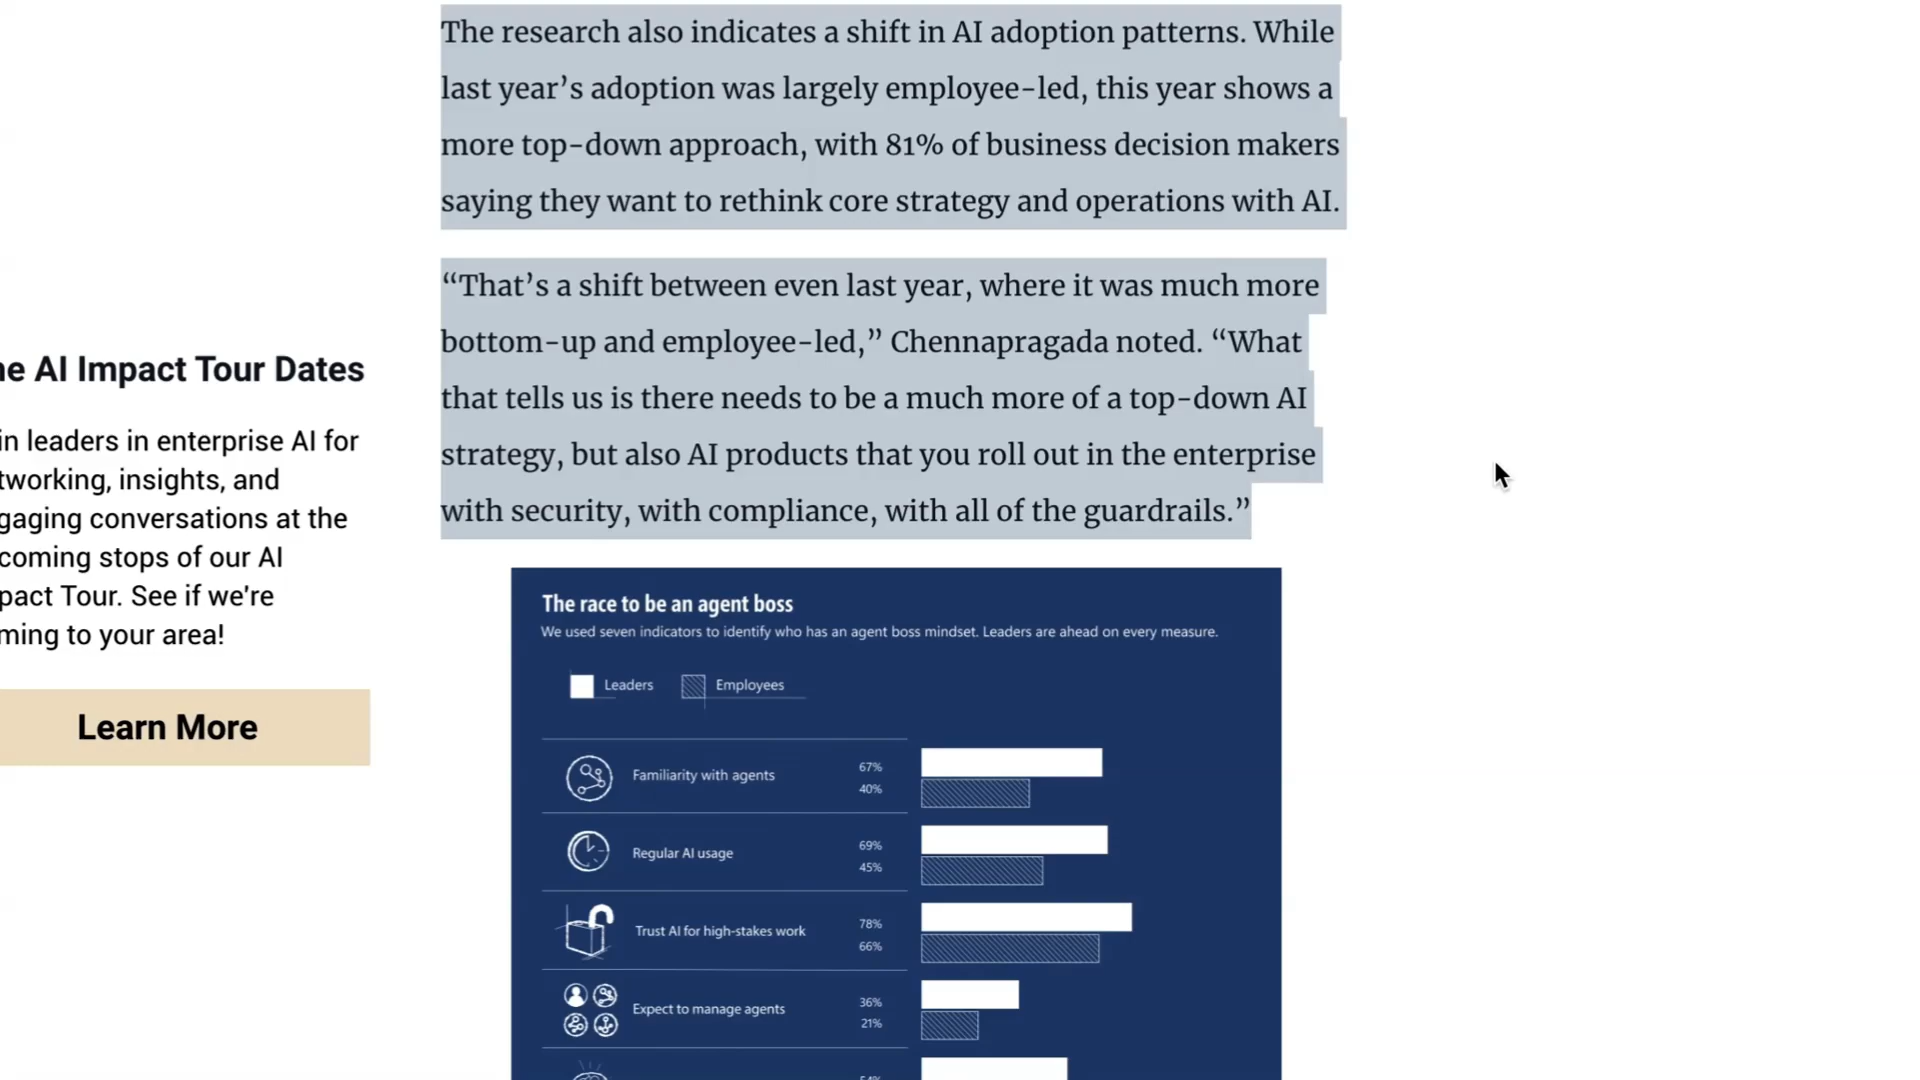 The research also indicates a shift in AI adoption patterns. While
last year’s adoption was largely employee-led, this year shows a
more top-down approach, with 81% of business decision makers
saying they want to rethink core strategy and operations with AI.
“That’s a shift between even last year, where it was much more
bottom-up and employee-led,” Chennapragada noted. “What
that tells us is there needs to be a much more of a top-down AI
strategy, but also AI products that you roll out in the enterprise
with security, with compliance, with all of the guardrails.”
AI Impact Tour Dates
leaders in enterprise AI for
insights, and
conversations at the
stops of our AI
Tour. See if we're
to your area!
Learn More
The race to be an agent boss
We used seven indicators to identify who has an agent boss mindset. Leaders are ahead on every measure.
Leaders
Employees
Familiarity with agents
67%
40%
Regular AI usage
69%
45%
Trust AI for high-stakes work
78%
66%
Expect to manage agents
36%
21%